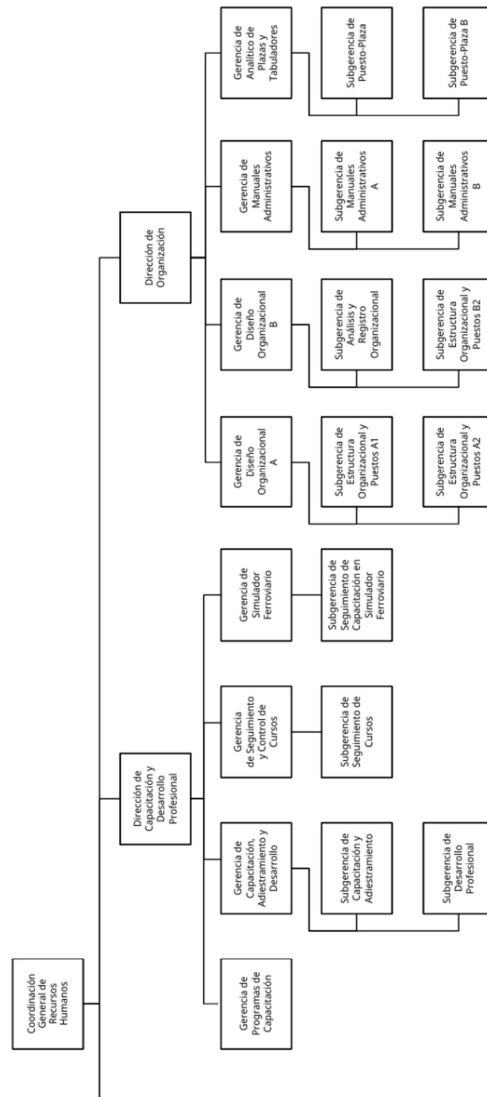 Coordinación
General de
Recursos
Humanos
Dirección de
Capacitación y
Desarrollo
Profesional
Dirección de
Organización
Gerencia de
Programas de
Capacitación
Gerencia de
Capacitación,
Adiestramiento y
Desarrollo
Gerencia
de Seguimiento
y Control de
Cursos
Gerencia de
Simulador
Ferroviario
Gerencia de
Diseño
Organizacional
A
Gerencia de
Diseño
Organizacional
B
Gerencia de
Manuales
Administrativos
Gerencia de
Analítico de
Plazas y
Tabuladores
Subgerencia de
Capacitación y
Adiestramiento
Subgerencia de
Seguimiento de
Cursos
Subgerencia de
Seguimiento de
Capacitación en
Simulador
Ferroviario
Subgerencia de
Estructura
Organizacional y
Puestos A1
Subgerencia de
Análisis y
Registro
Organizacional
Subgerencia de
Manuales
Administrativos
A
Subgerencia de
Puesto-Plaza
Subgerencia de
Desarrollo
Profesional
Subgerencia de
Estructura
Organizacional y
Puestos A2
Subgerencia de
Estructura
Organizacional y
Puestos B2
Subgerencia de
Manuales
Administrativos
B
Subgerencia de
Puesto-Plaza B